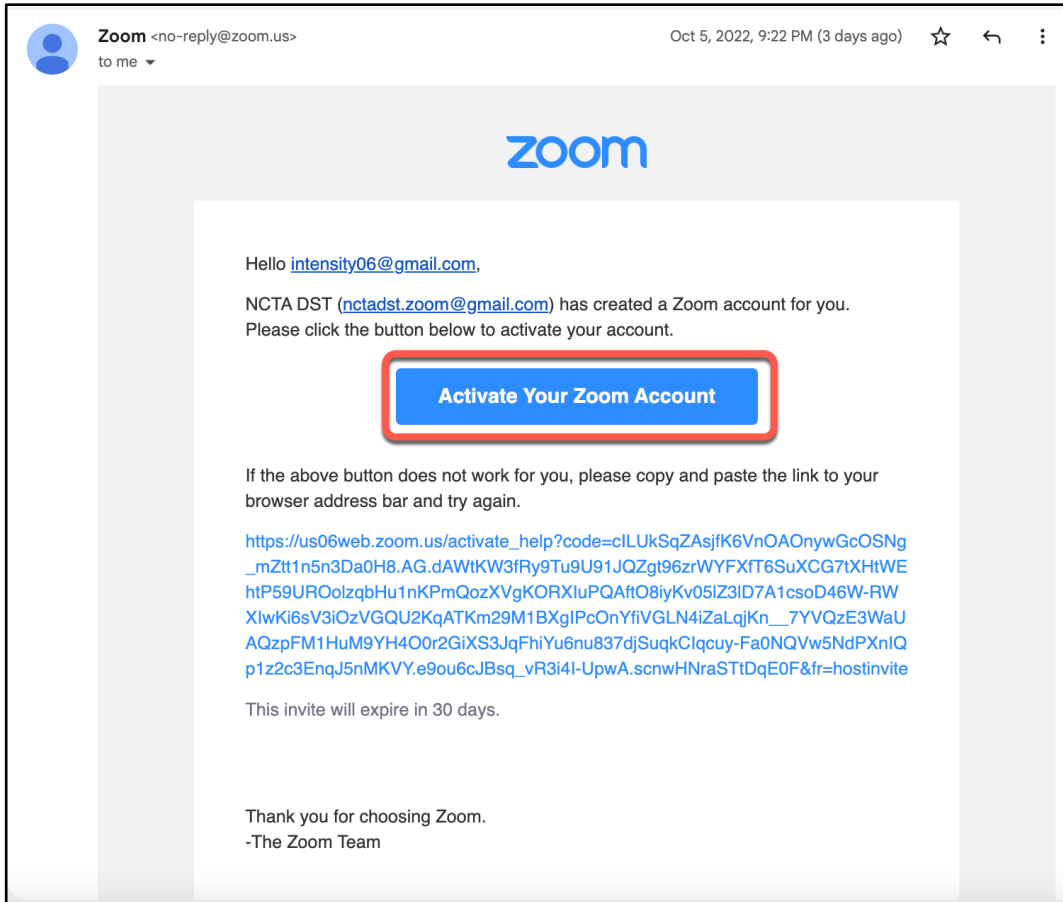 Zoom <no-reply@zoom.us>
Oct 5, 2022, 9:22 PM (3 days ago)
to me
zoom
Hello intensity06@gmail.com,
NCTA DST (nctadst.zoom@gmail.com) has created a Zoom account for you.
Please click the button below to activate your account.
Activate Your Zoom Account
If the above button does not work for you, please copy and paste the link to your
browser address bar and try again.
https://us06web.zoom.us/activate_help?code=cILUkSqZAsjfK6VnOAOnywGcOSNg
_mZtt1n5n3Da0H8.AG.dAWtKW3fRy9Tu9U91JQZgt96zrWYFXfT6SuXCG7tXHtWE
htP59UROolzqbHu1nKPmQozXVgKORXIuPQAftO8iyKv05lZ3lD7A1csoD46W-RW
XIwKi6sV3iOzVGQU2KqATKm29M1BXgIPcOnYfiVGLN4iZaLqjKn__7YVQzE3WaU
AQzpFM1HuM9YH4O0r2GiXS3JqFhiYu6nu837djSuqkCIqcuy-Fa0NQVw5NdPXnIQ
p1z2c3EnqJ5nMKVY.e9ou6cJBsq_vR3i4I-UpwA.scnwHNraSTtDqE0F&fr=hostinvite
This invite will expire in 30 days.
Thank you for choosing Zoom.
-The Zoom Team